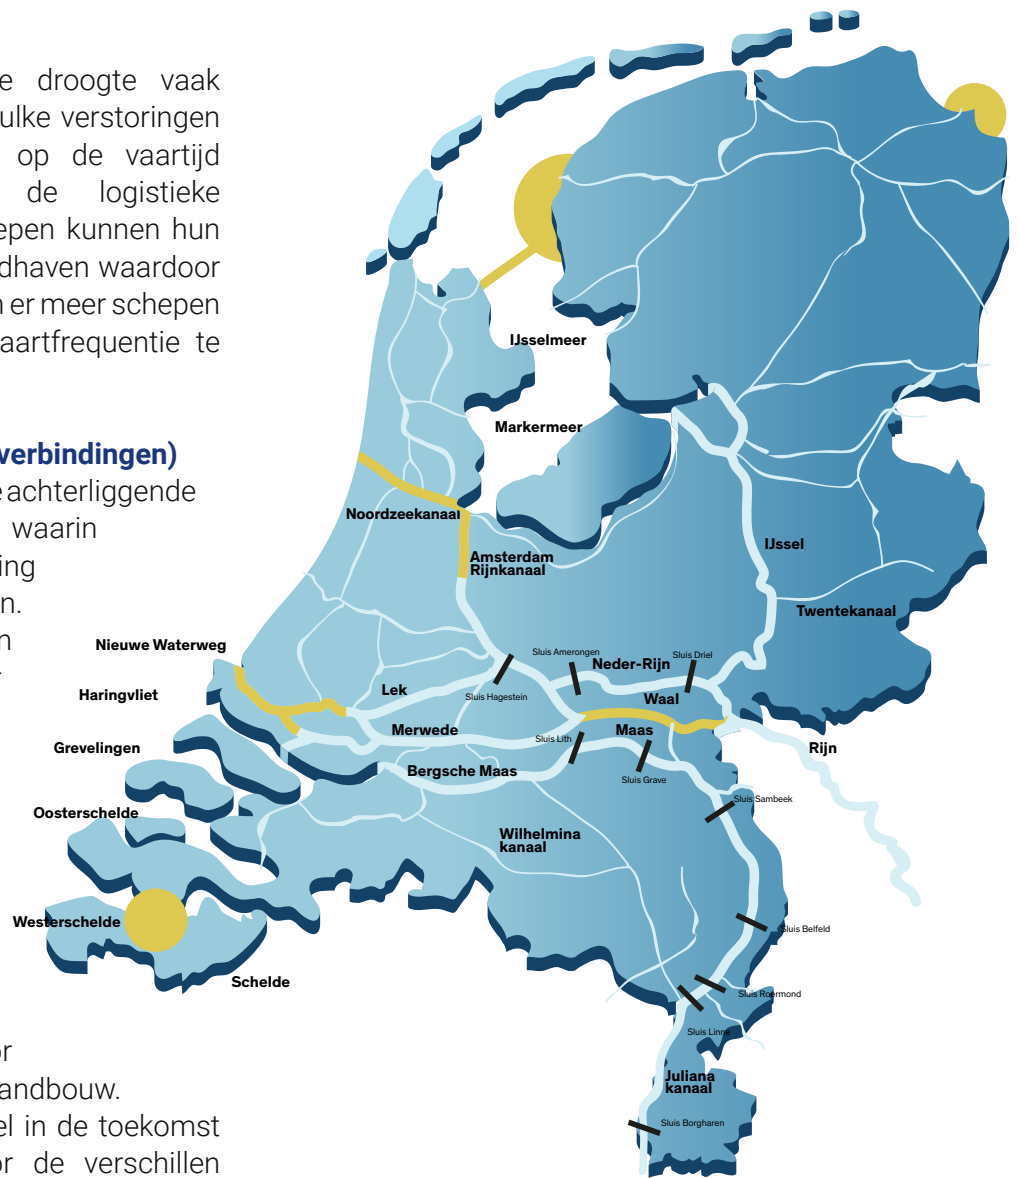 e droogte vaak
ulke verstoringen
op de vaartijd
de logistieke
epen kunnen hun
dhaven waardoor
n er meer schepen
aartfrequentie te
verbindingen)
e achterliggende
waarin
ing
n.
n
or
andbouw.
el in de toekomst
or de verschillen
IJsselmeer
Markermeer
Noordzeekanaal
Amsterdam
Rijnkanaal
IJssel
Twentekanaal
Nieuwe Waterweg
Sluis Amerongen
Neder-Rijn
Sluis Driel
Haringvliet
Lek
Sluis Hagestein
Waal
Grevelingen
Merwede
Sluis Lith
Maas
Rijn
Bergsche Maas
Sluis Grave
Oosterschelde
Sluis Sambeek
Wilhelmina
kanaal
Westerschelde
Sluis Belfeld
Schelde
Sluis Roermond
Sluis Linne
Juliana
kanaal
Sluis Borgharen